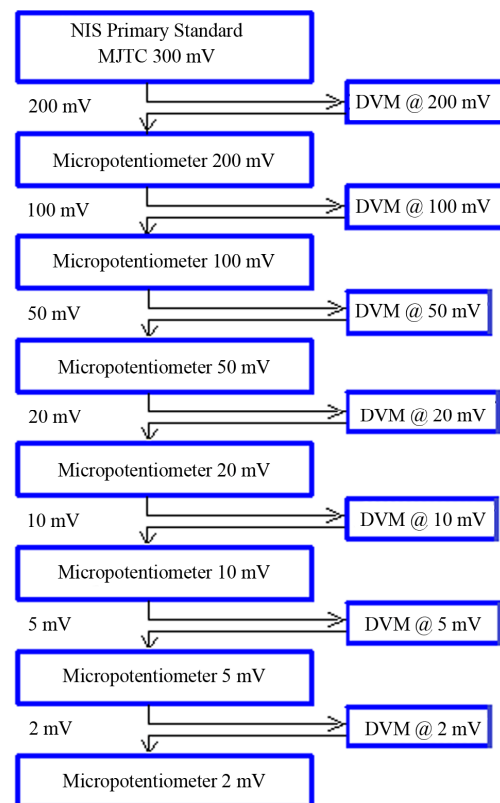 NIS Primary Standard
MJTC 300 mV
200 mV
DVM @ 200 mV
Micropotentiometer 200 mV
100 mV
DVM @ 100 mV
Micropotentiometer 100 mV
50 mV
DVM @ 50 mV
Micropotentiometer 50 mV
20 mV
DVM @ 20 mV
Micropotentiometer 20 mV
10 mV
DVM @ 10 mV
Micropotentiometer 10 mV
5 mV
DVM @ 5 mV
Micropotentiometer 5 mV
2 mV
DVM @ 2 mV
Micropotentiometer 2 mV